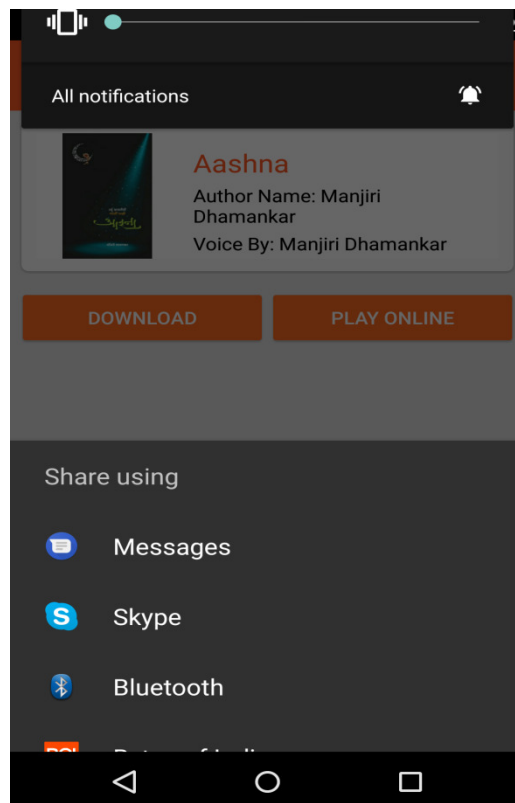 All notifications
Aashna
Author Name: Manjiri
Dhamankar
Voice By: Manjiri Dhamankar
DOWNLOAD
PLAY ONLINE
Share using
Messages
Skype
Bluetooth